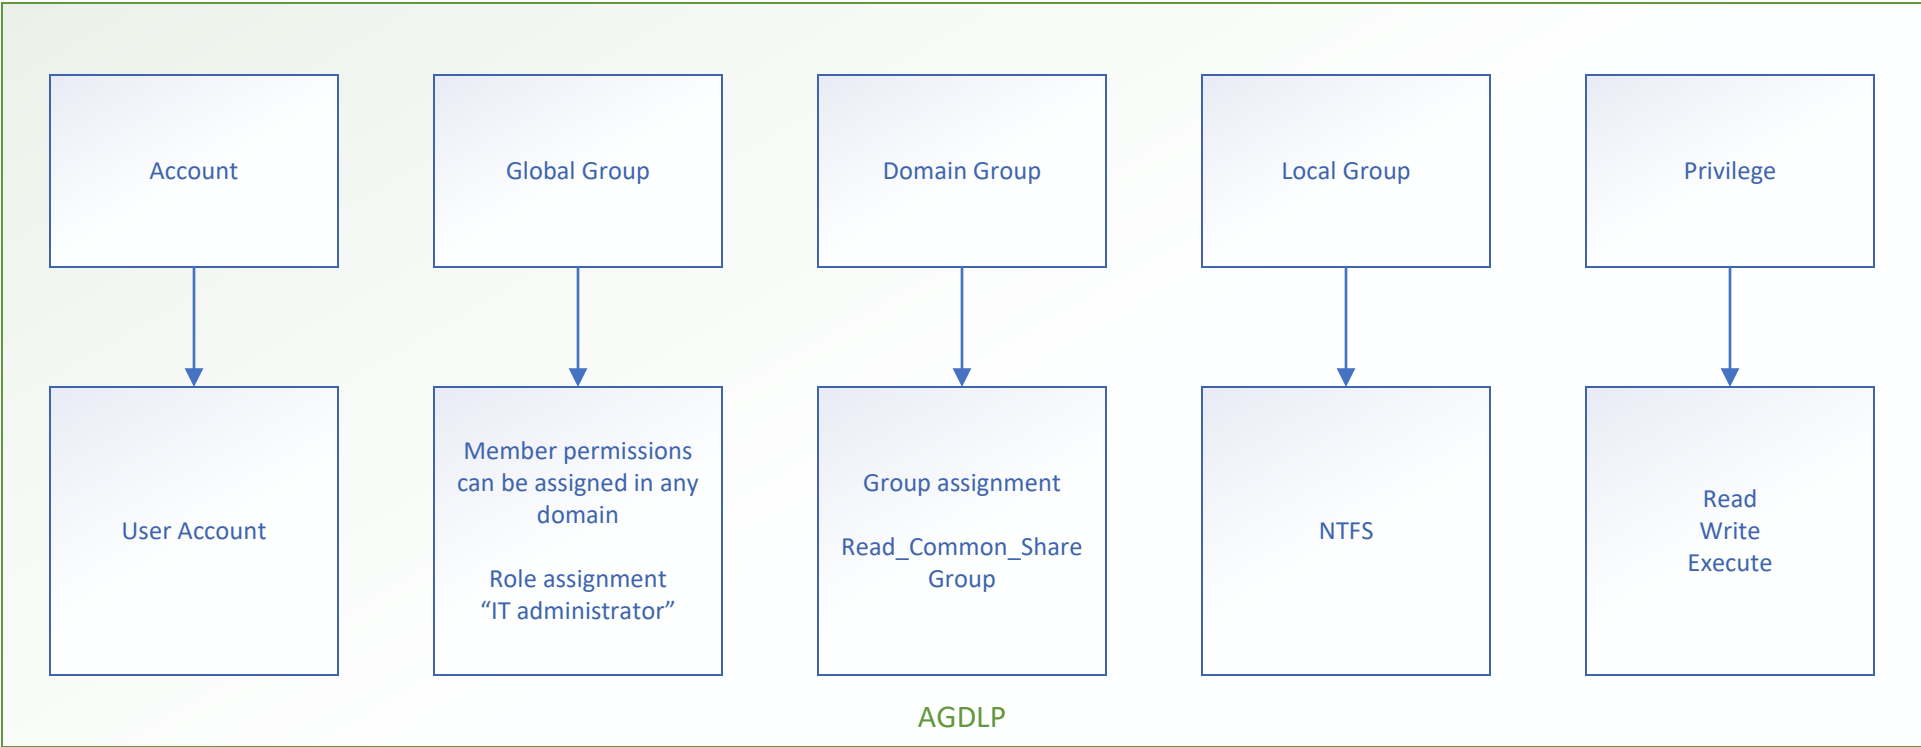 Account
Global Group
Domain Group
Local Group
Privilege
User Account
Member permissions
can be assigned in any
domain
Role assignment
“IT administrator”
Group assignment
Read_Common_Share
Group
NTFS
Read
Write
Execute
AGDLP